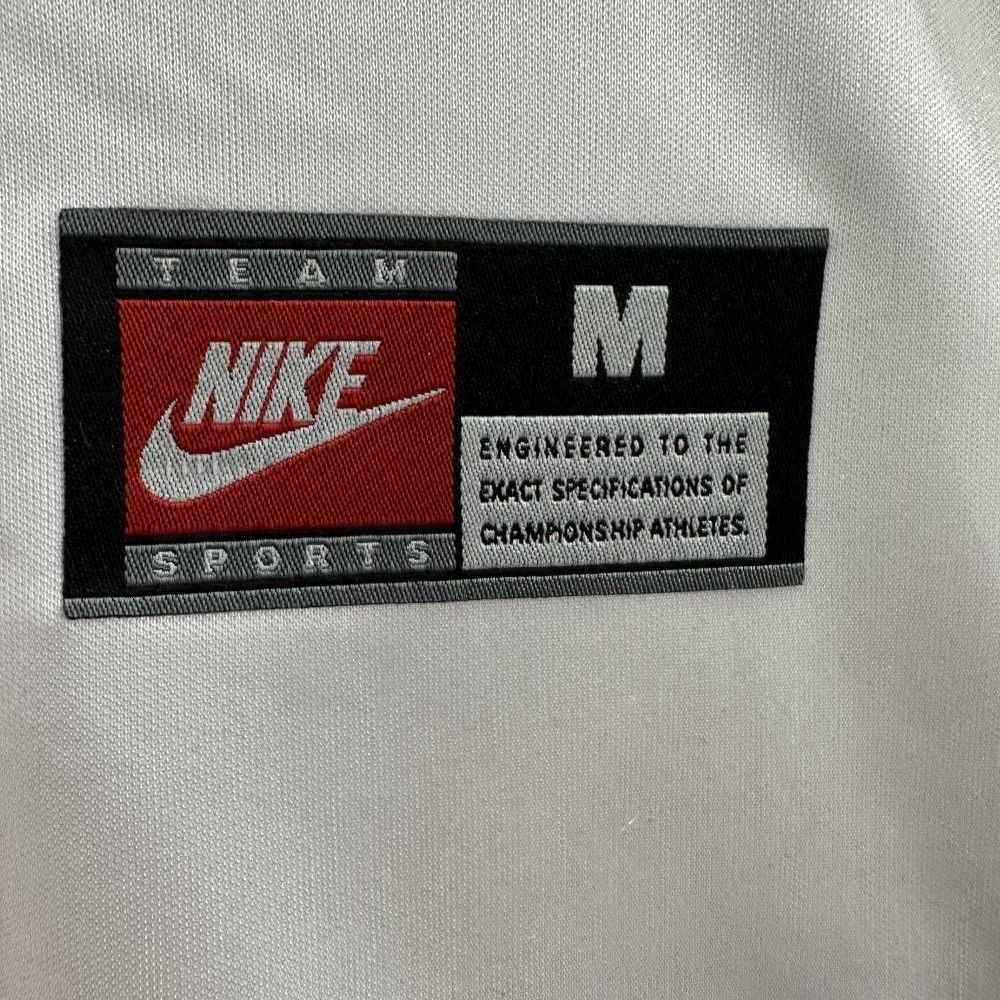 TEAM
NIKE
SPORTS
M
ENGINEERED TO THE
EXACT SPECIFICATIONS OF
CHAMPIONSHIP ATHLETES.